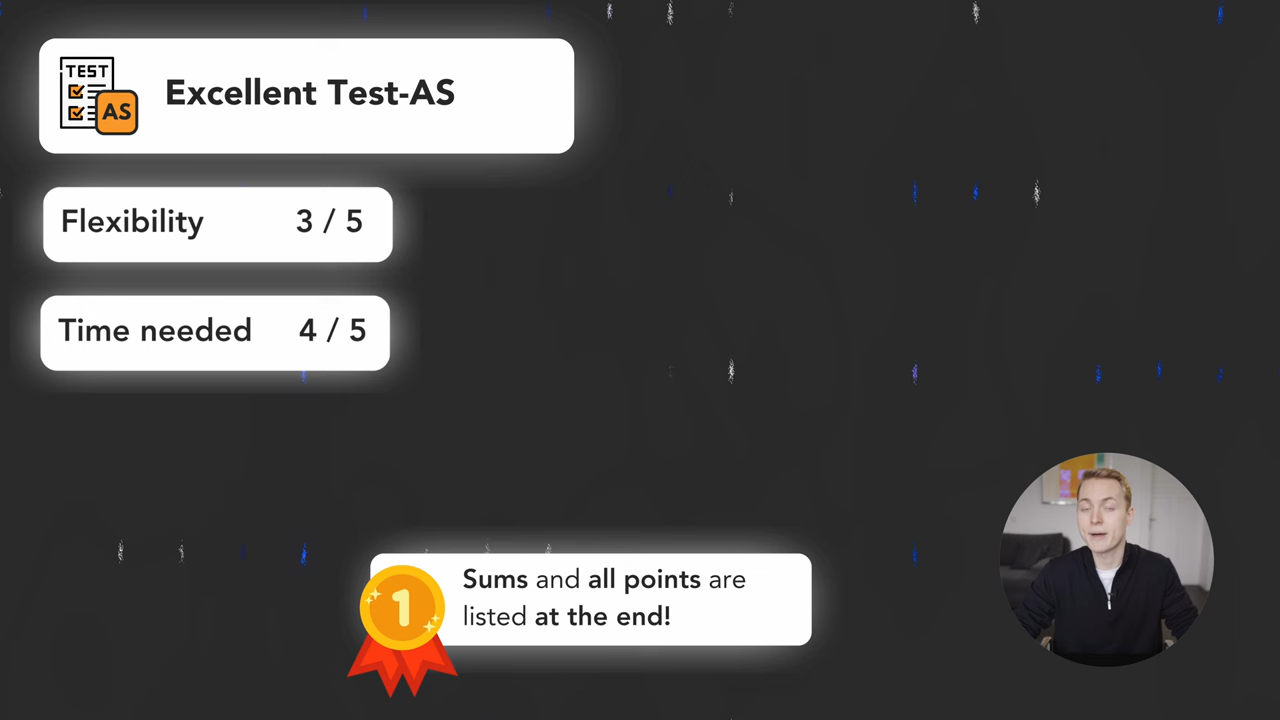 TEST
AS
Excellent Test-AS
Flexibility 3 / 5
Time needed 4 / 5
1
Sums and all points are
listed at the end!